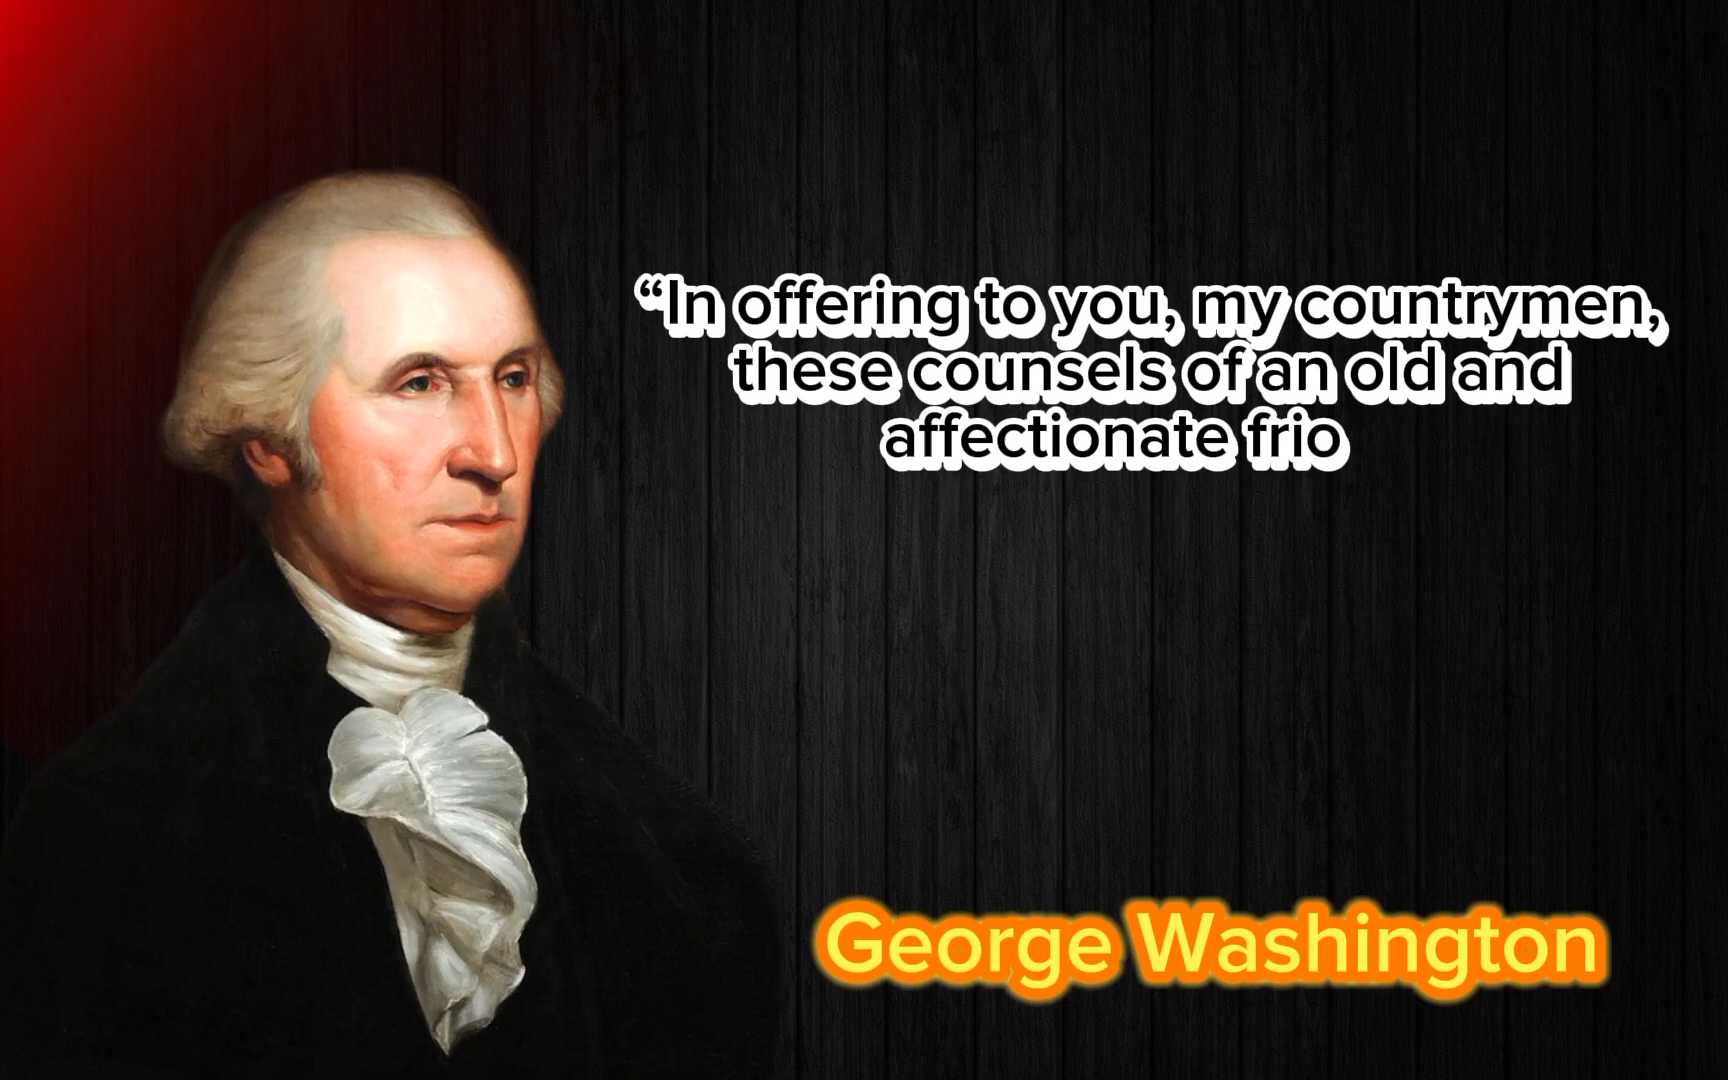 “In offering to you, my countrymen,
these counsels of an old and
affectionate frio
George Washington